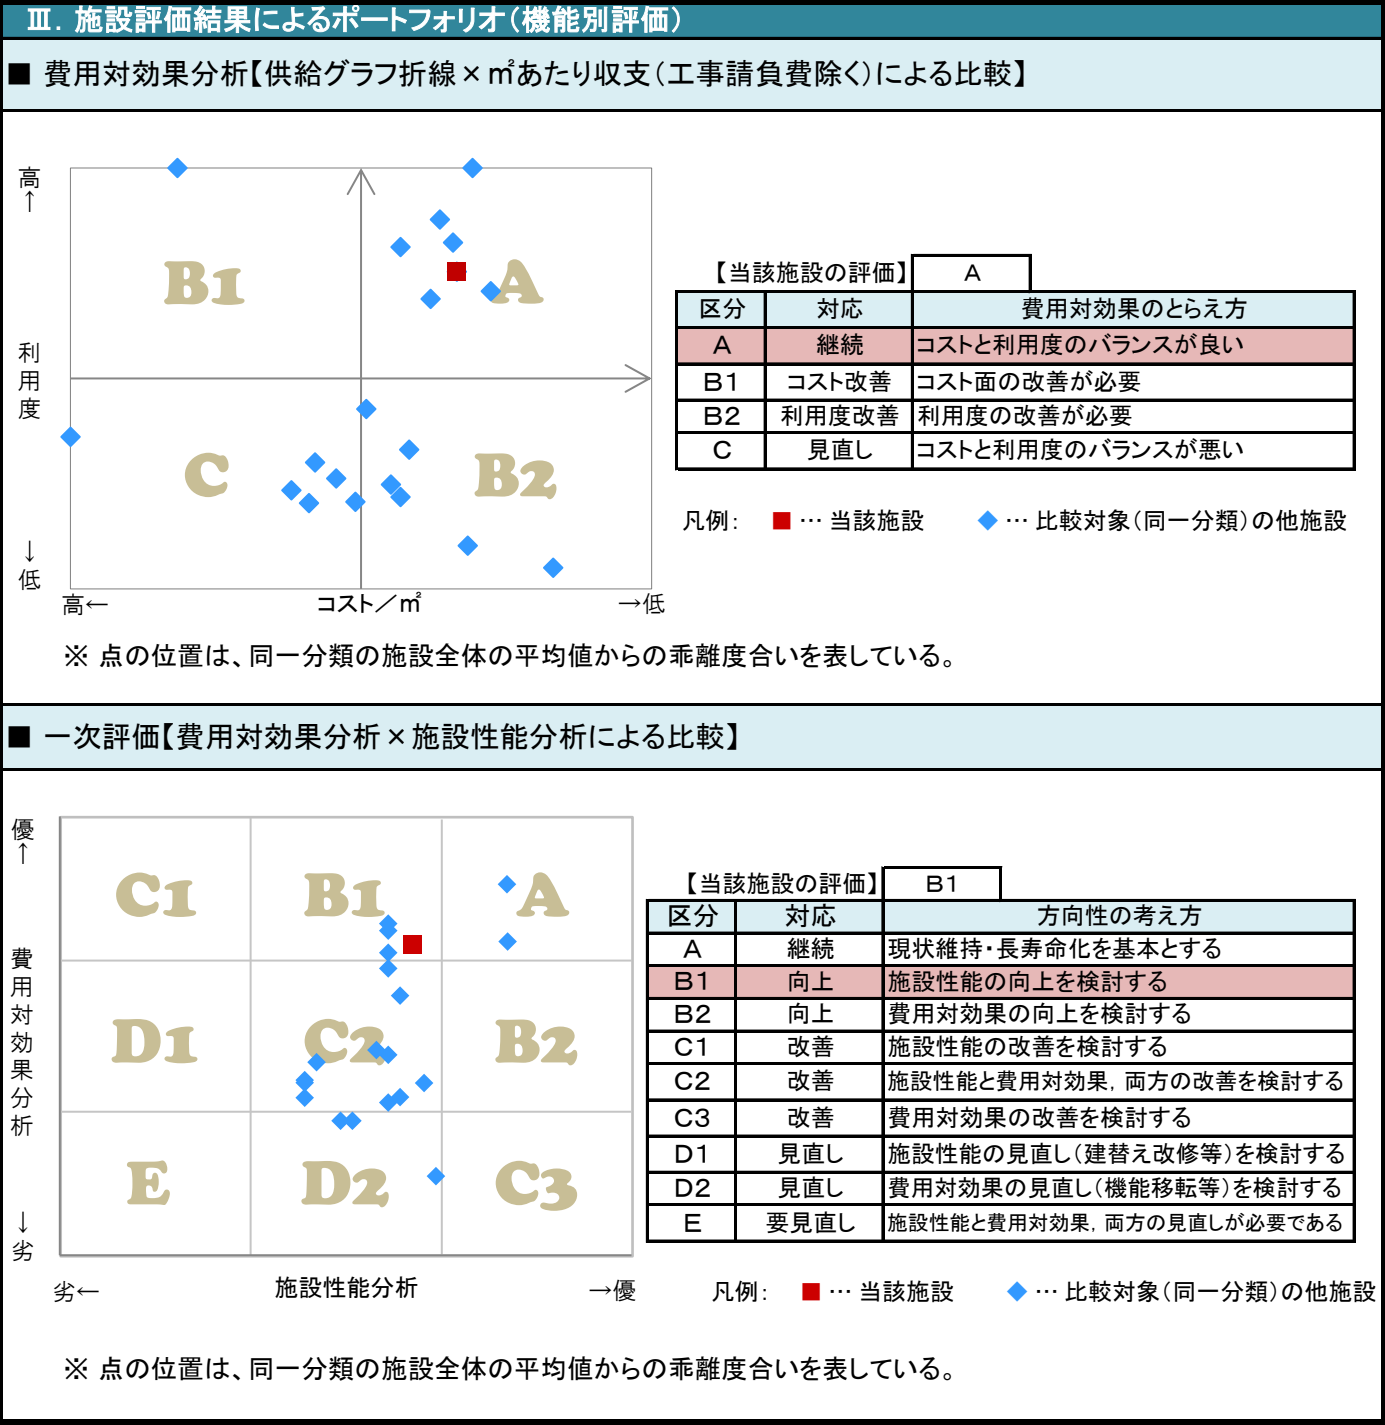 Ⅲ．施設評価結果によるポートフォリオ（機能別評価）
■ 費用対効果分析【供給グラフ折線×㎡あたり収支（工事請負費除く）による比較】
高↑
利用度
↓低
B1
A
C
B2
高←
コスト／㎡
→低
【当該施設の評価】 A
区分 対応 費用対効果のとらえ方
A 継続 コストと利用度のバランスが良い
B1 コスト改善 コスト面の改善が必要
B2 利用度改善 利用度の改善が必要
C 見直し コストと利用度のバランスが悪い
凡例： ■ … 当該施設 ◆ … 比較対象（同一分類）の他施設
※ 点の位置は、同一分類の施設全体の平均値からの乖離度合いを表している。
■ 一次評価【費用対効果分析×施設性能分析による比較】
優↑
費用対効果分析
↓劣
C1 B1 A
D1 C2 B2
E D2 C3
劣←
施設性能分析
→優
【当該施設の評価】 B1
区分 対応 方向性の考え方
A 継続 現状維持・長寿命化を基本とする
B1 向上 施設性能の向上を検討する
B2 向上 費用対効果の向上を検討する
C1 改善 施設性能の改善を検討する
C2 改善 施設性能と費用対効果，両方の改善を検討する
C3 改善 費用対効果の改善を検討する
D1 見直し 施設性能の見直し（建替え改修等）を検討する
D2 見直し 費用対効果の見直し（機能移転等）を検討する
E 要見直し 施設性能と費用対効果，両方の見直しが必要である
凡例： ■ … 当該施設 ◆ … 比較対象（同一分類）の他施設
※ 点の位置は、同一分類の施設全体の平均値からの乖離度合いを表している。